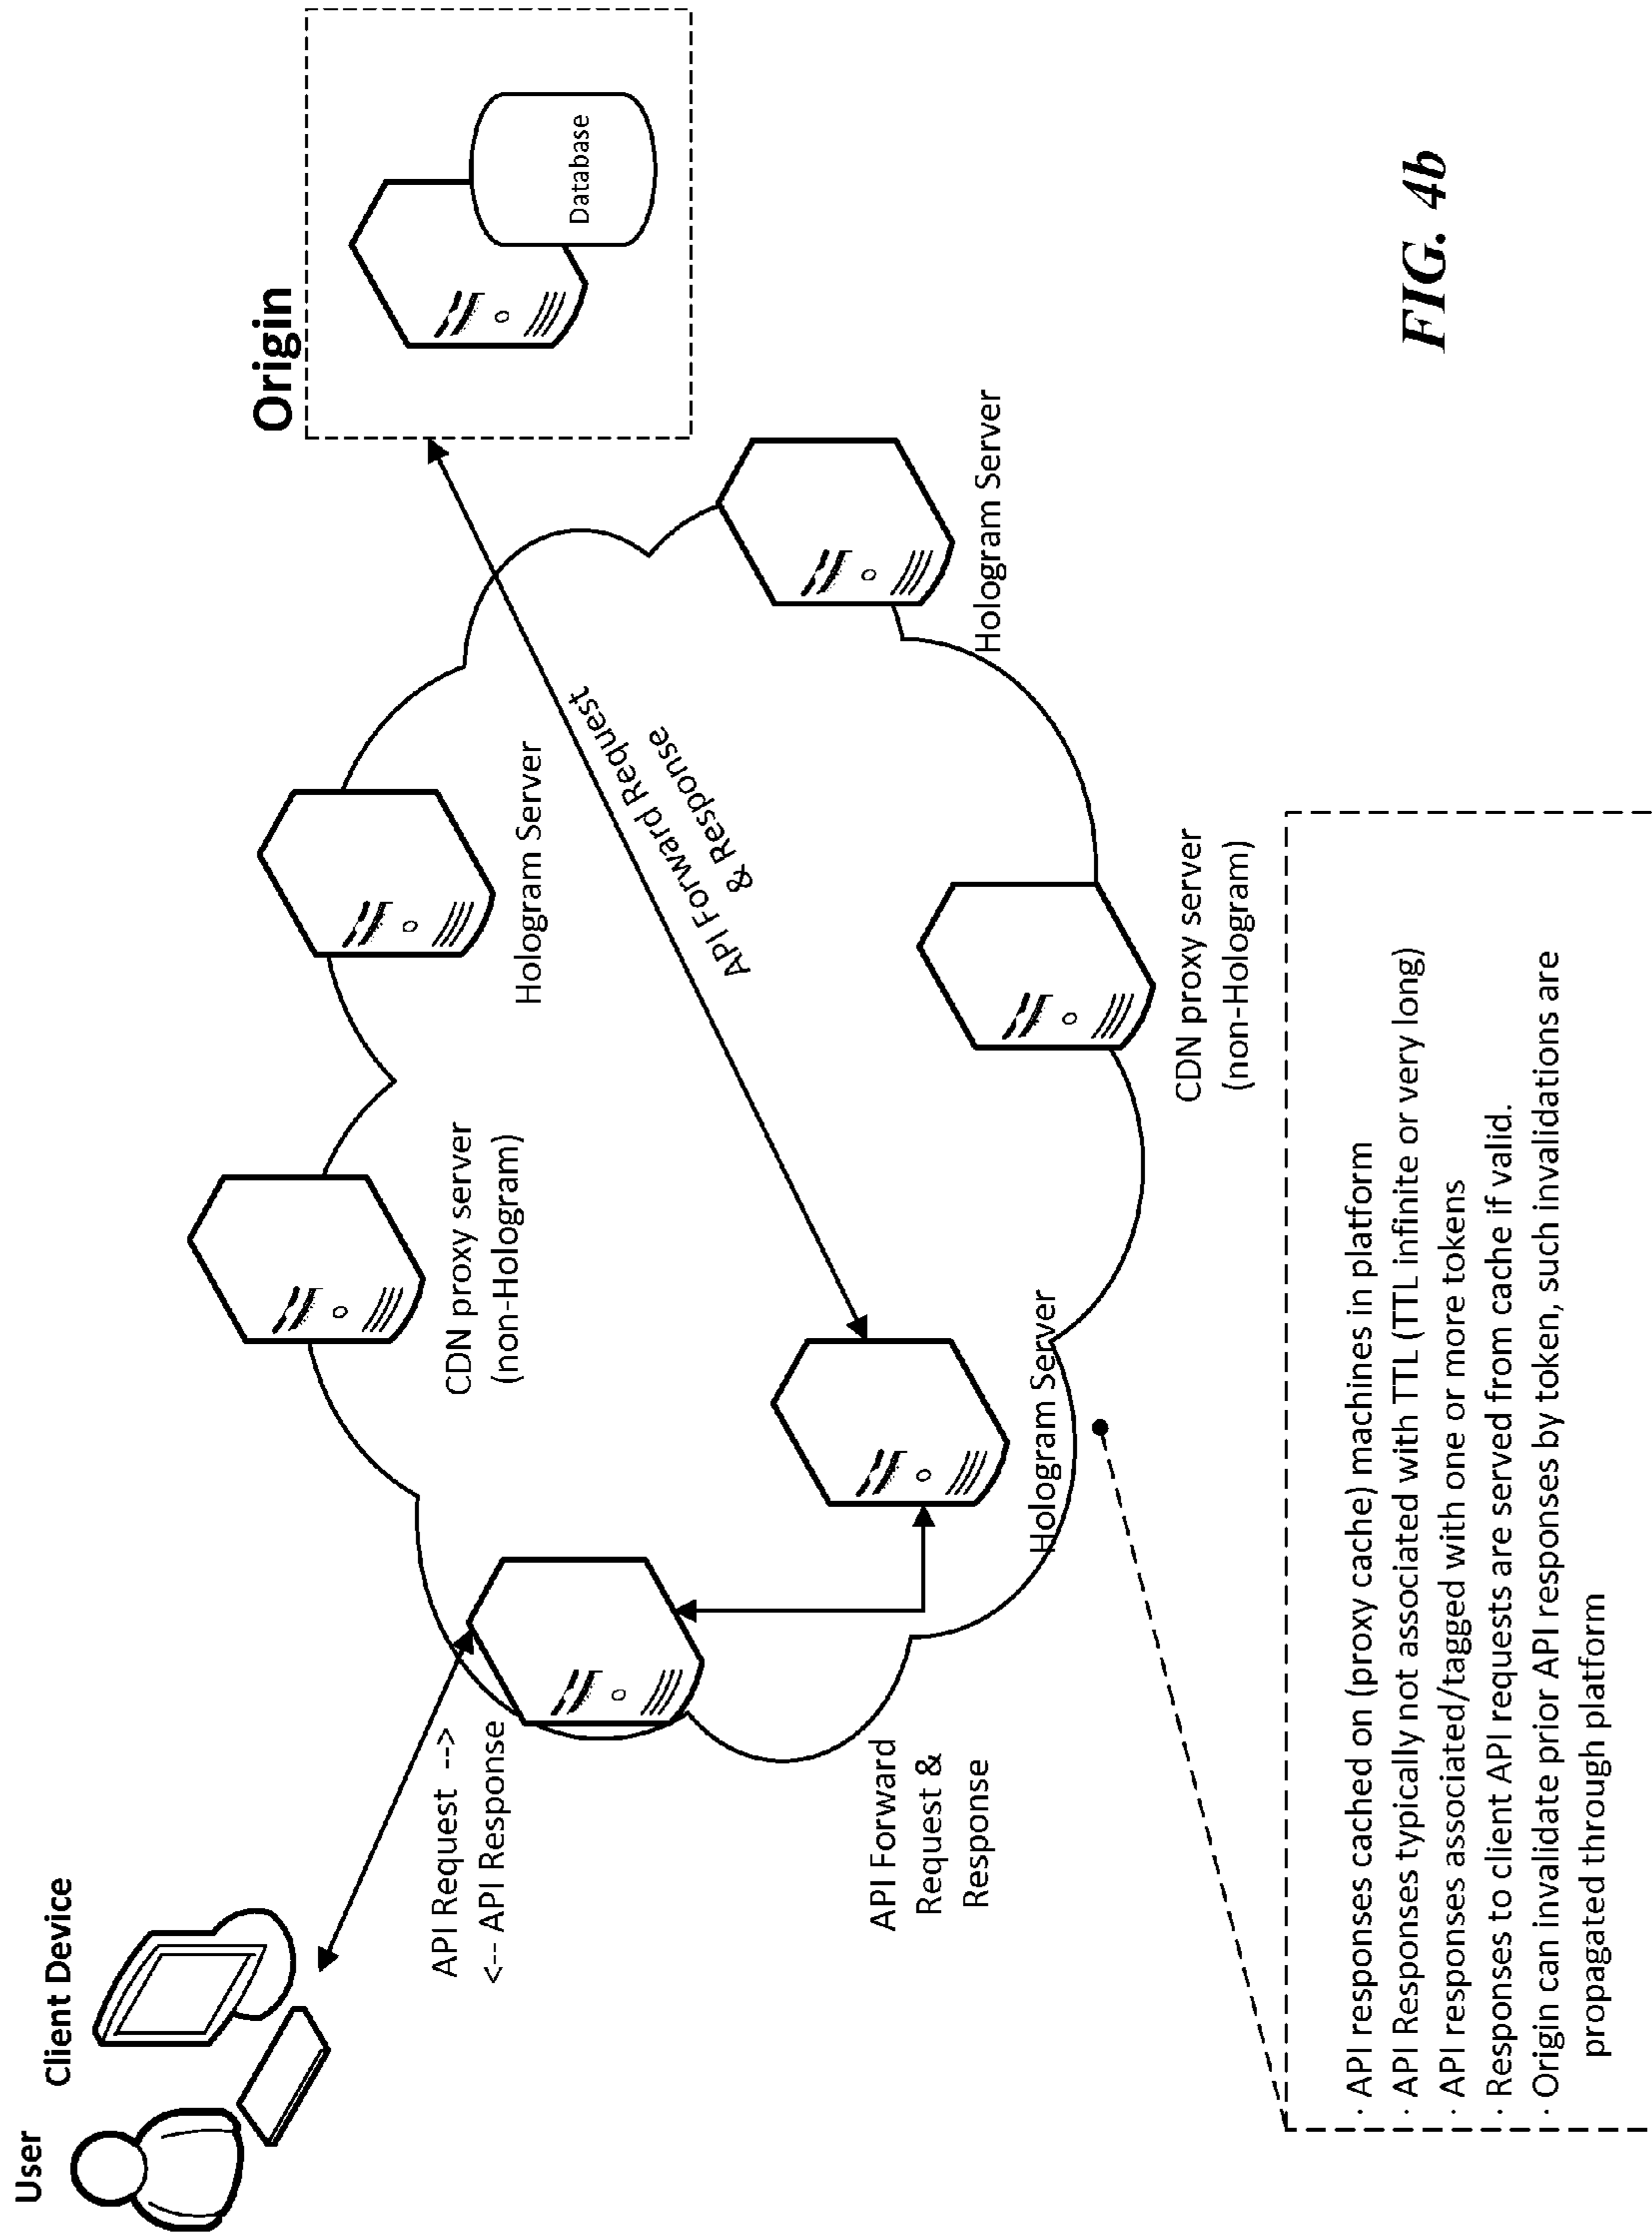 User
Client Device
API Request -->
<-- API Response
API Forward
Request &
Response
CDN proxy server
(non-Hologram)
Hologram Server
Origin
Database
API Forward Request
& Response
Hologram Server
Hologram Server
CDN proxy server
(non-Hologram)
· API responses cached on (proxy cache) machines in platform
· API Responses typically not associated with TTL (TTL infinite or very long)
· API responses associated/tagged with one or more tokens
· Responses to client API requests are served from cache if valid.
· Origin can invalidate prior API responses by token, such invalidations are
propagated through platform
FIG. 4b